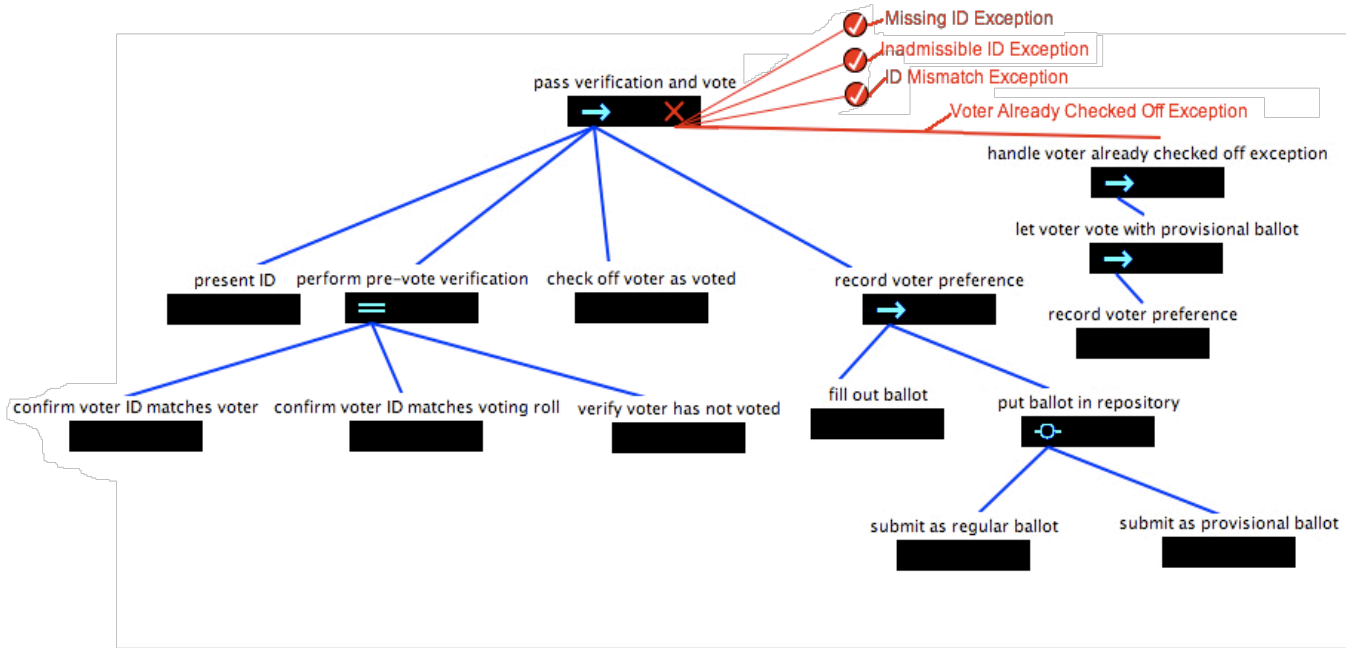 Missing ID Exception
Inadmissible ID Exception
ID Mismatch Exception
pass verification and vote
Voter Already Checked Off Exception
handle voter already checked off exception
let voter vote with provisional ballot
present ID
perform pre-vote verification
check off voter as voted
record voter preference
record voter preference
confirm voter ID matches voter
confirm voter ID matches voting roll
verify voter has not voted
fill out ballot
put ballot in repository
submit as regular ballot
submit as provisional ballot